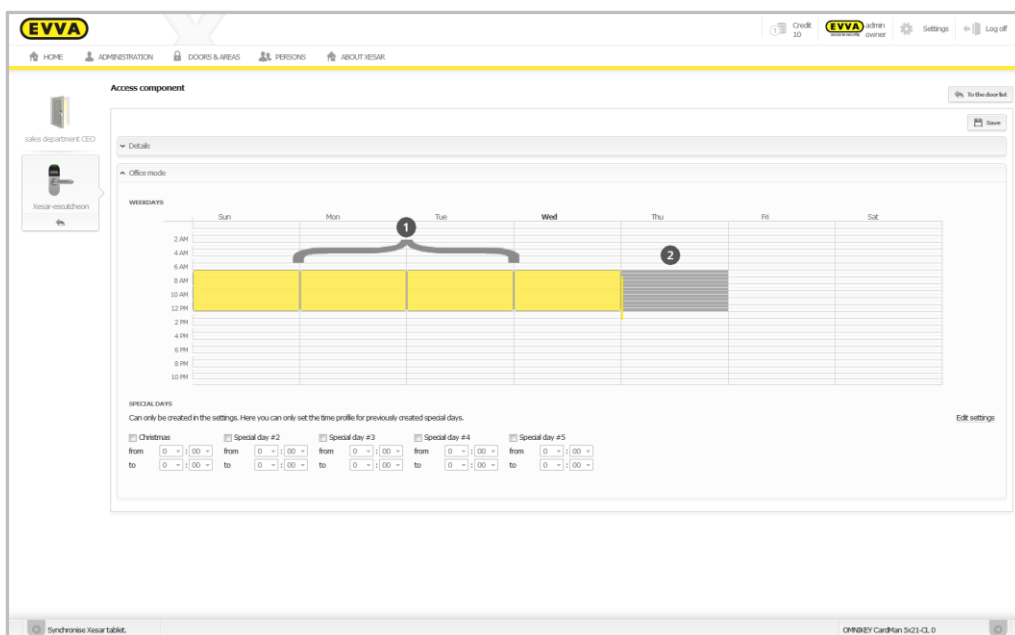 EVVA
Credit
10
EVVA
admin
owner
Settings
Log off
HOME
ADMINISTRATION
DOORS & AREAS
PERSONS
ABOUT XESAR
Access component
To the door list
Save
sales department CEO
Details
Office mode
Xesar-escutcheon
WEEKDAYS
Sun Mon Tue Wed Thu Fri Sat
1
2
2 AM
4 AM
6 AM
8 AM
10 AM
12 PM
2 PM
4 PM
6 PM
8 PM
10 PM
SPECIAL DAYS
Can only be created in the settings. Here you can only set the time profile for previously created special days.
Edit settings
Christmas Special day #2 Special day #3 Special day #4 Special day #5
from 0 : 00 from 0 : 00 from 0 : 00 from 0 : 00 from 0 : 00
to 0 : 00 to 0 : 00 to 0 : 00 to 0 : 00 to 0 : 00
Synchronise Xesar tablet.
OMNIKEY CardMan 5x21-CL 0